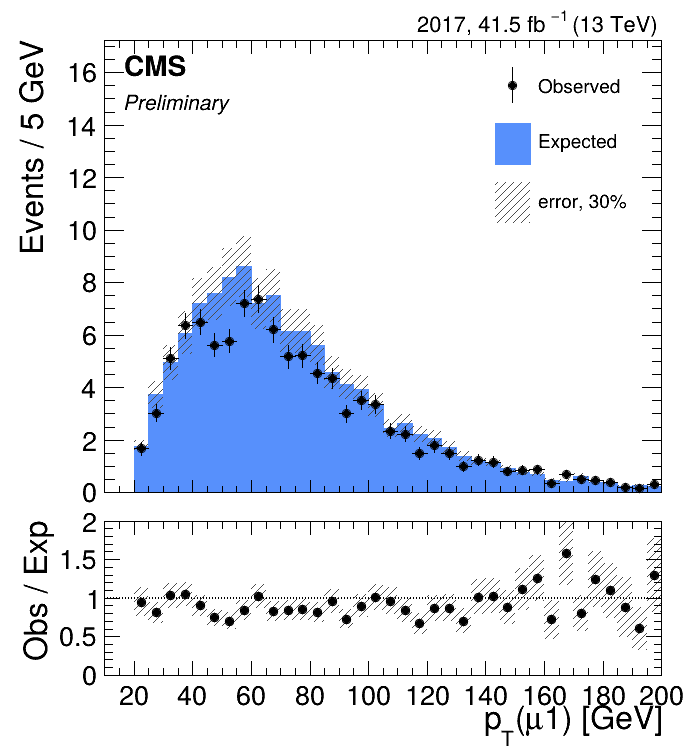 2017, 41.5 fb⁻¹ (13 TeV)
CMS
Preliminary
Observed
Expected
error, 30%
Events / 5 GeV
16
14
12
10
8
6
4
2
0
Obs / Exp
2
1.5
1
0.5
0
20 40 60 80 100 120 140 160 180 200
p_T(μ1) [GeV]